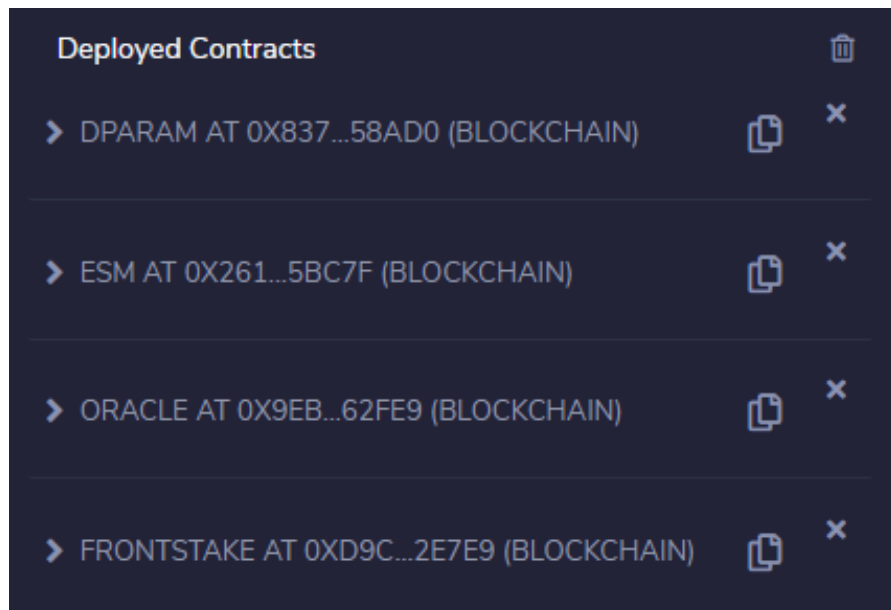 Deployed Contracts
DPARAM AT 0X837...58AD0 (BLOCKCHAIN)
ESM AT 0X261...5BC7F (BLOCKCHAIN)
ORACLE AT 0X9EB...62FE9 (BLOCKCHAIN)
FRONTSTAKE AT 0XD9C...2E7E9 (BLOCKCHAIN)